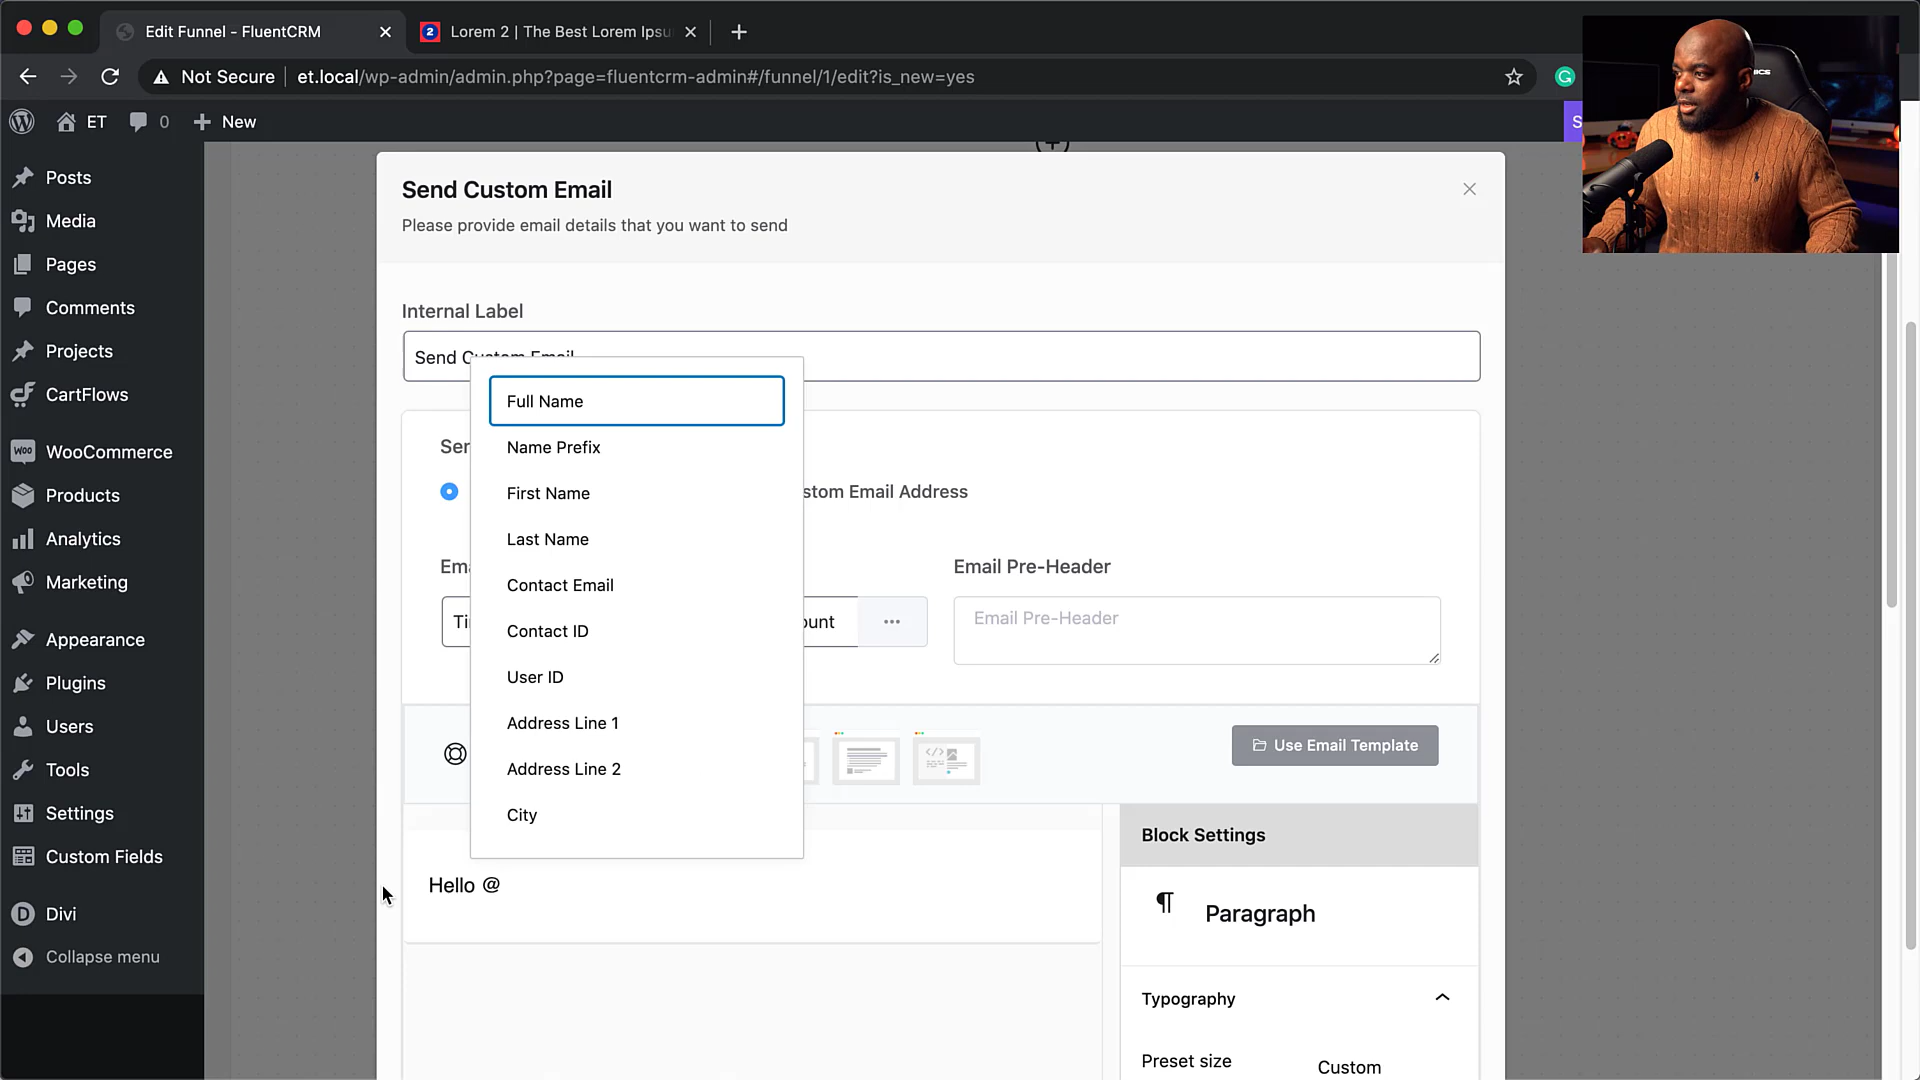 Edit Funnel - FluentCRM
2 Lorem 2 | The Best Lorem Ipsu
Not Secure et.local/wp-admin/admin.php?page=fluentcrm-admin#/funnel/1/edit?is_new=yes
ET 0 New S
Posts
Media
Pages
Comments
Projects
CartFlows
WooCommerce
Products
Analytics
Marketing
Appearance
Plugins
Users
Tools
Settings
Custom Fields
Divi
Collapse menu
Send Custom Email
Please provide email details that you want to send
Internal Label
Send Custom Email
Full Name
Name Prefix
First Name
Last Name
Contact Email
Contact ID
User ID
Address Line 1
Address Line 2
City
stom Email Address
Email Pre-Header
ount
Email Pre-Header
Use Email Template
Hello @
Block Settings
Paragraph
Typography
Preset size
Custom